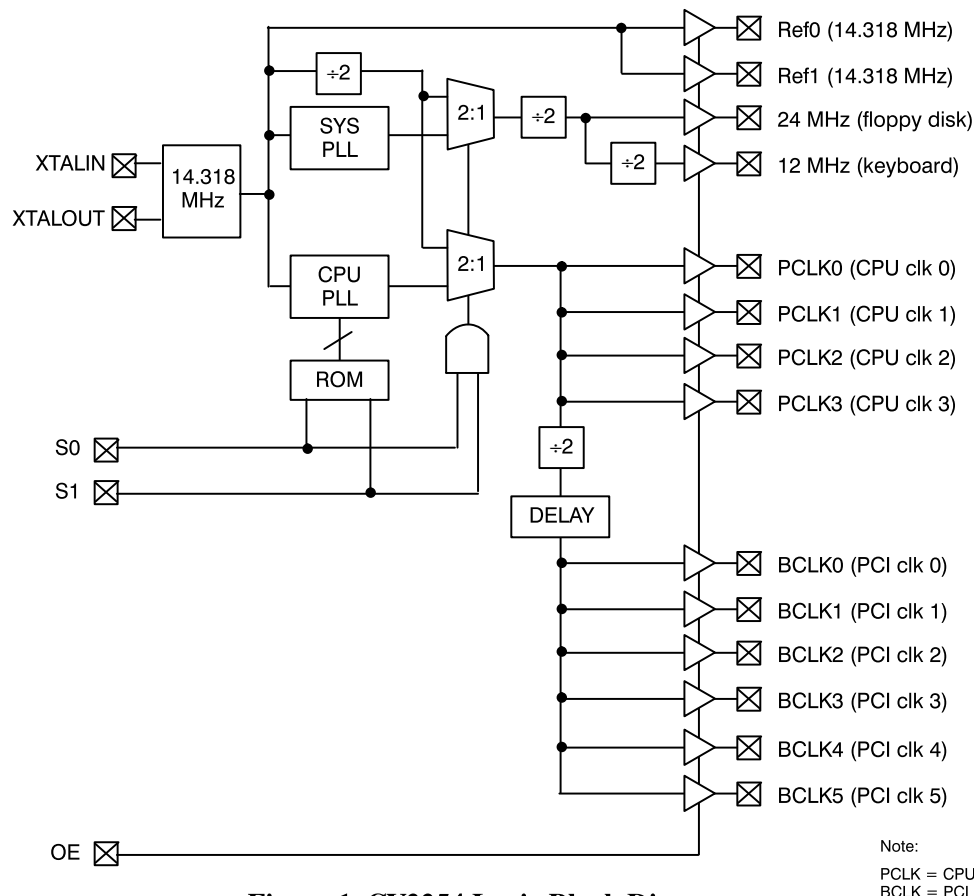 Ref0 (14.318 MHz)
Ref1 (14.318 MHz)
÷2
2:1
÷2
24 MHz (floppy disk)
SYS
PLL
÷2
12 MHz (keyboard)
XTALIN
14.318
MHz
XTALOUT
2:1
PCLK0 (CPU clk 0)
CPU
PLL
PCLK1 (CPU clk 1)
PCLK2 (CPU clk 2)
ROM
PCLK3 (CPU clk 3)
S0
÷2
S1
DELAY
BCLK0 (PCI clk 0)
BCLK1 (PCI clk 1)
BCLK2 (PCI clk 2)
BCLK3 (PCI clk 3)
BCLK4 (PCI clk 4)
BCLK5 (PCI clk 5)
OE
Note:
PCLK = CPU